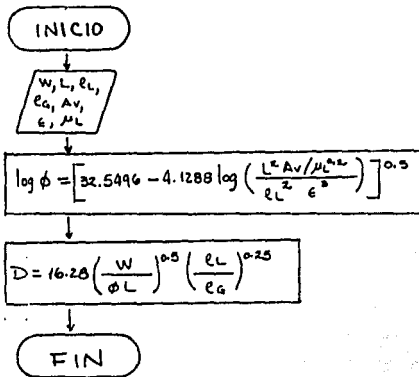 INICIO
W, L, ρL,
ρG, Av,
ε, μL
log φ = [32.5496 - 4.1288 log (L² Av/μL^0.2 / ρL² ε³)]^0.5
D = 16.28 (W / φ L)^0.5 (ρL / ρG)^0.25
FIN